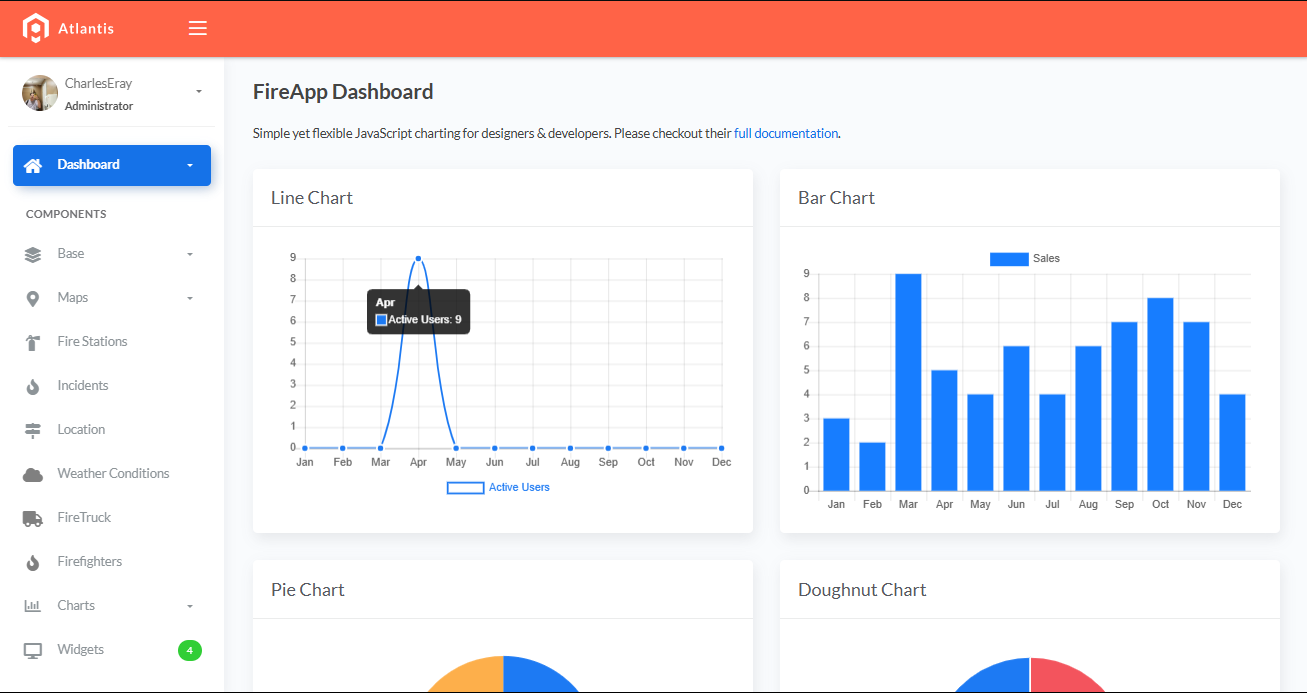 Atlantis
CharlesEray
Administrator
Dashboard
COMPONENTS
Base
Maps
Fire Stations
Incidents
Location
Weather Conditions
FireTruck
Firefighters
Charts
Widgets 4
FireApp Dashboard
Simple yet flexible JavaScript charting for designers & developers. Please checkout their full documentation.
Line Chart
9
8
7
6
5
4
3
2
1
0
Apr
Active Users: 9
Jan Feb Mar Apr May Jun Jul Aug Sep Oct Nov Dec
Active Users
Bar Chart
Sales
9
8
7
6
5
4
3
2
1
0
Jan Feb Mar Apr May Jun Jul Aug Sep Oct Nov Dec
Pie Chart
Doughnut Chart